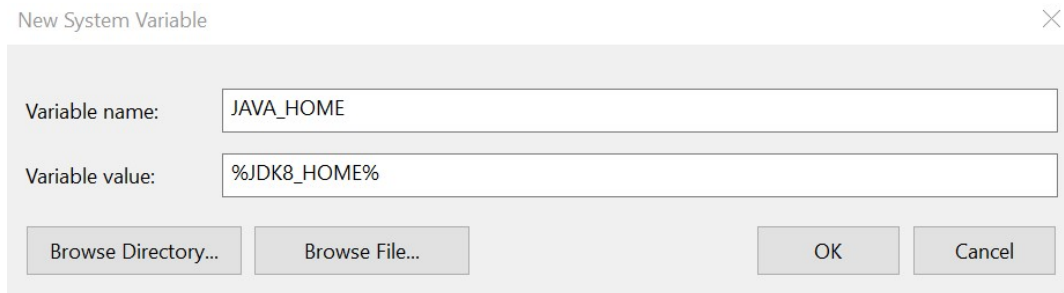 New System Variable
Variable name:
JAVA_HOME
Variable value:
%JDK8_HOME%
Browse Directory...
Browse File...
OK
Cancel